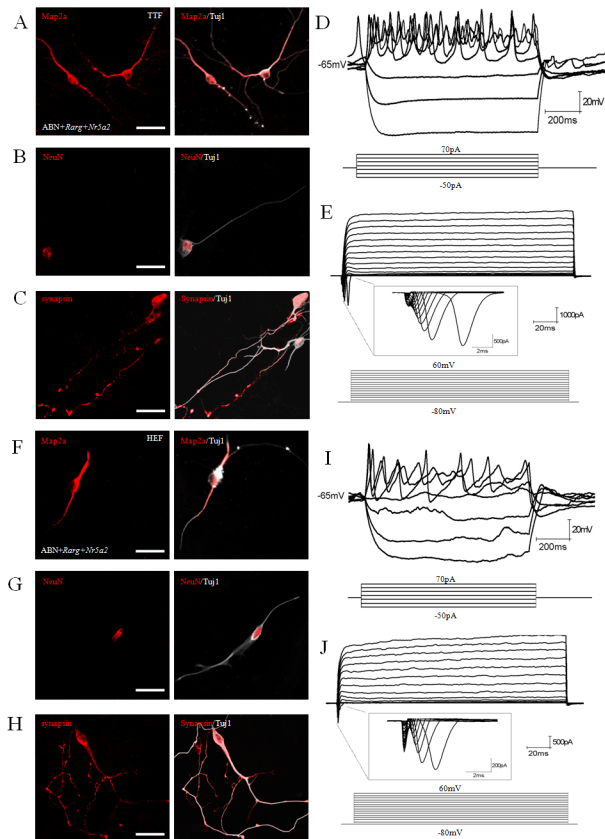 A
Map2a
TTF
ABN+Rarg+Nr5a2
Map2a/Tuj1
B
NeuN
NeuN/Tuj1
C
synapsin
Synapsin/Tuj1
D
-65mV
20mV
200ms
70pA
-50pA
E
1000pA
20ms
500pA
2ms
60mV
-80mV
F
Map2a
HEF
ABN+Rarg+Nr5a2
Map2a/Tuj1
G
NeuN
NeuN/Tuj1
H
synapsin
Synapsin/Tuj1
I
-65mV
20mV
200ms
70pA
-50pA
J
500pA
20ms
200pA
2ms
60mV
-80mV